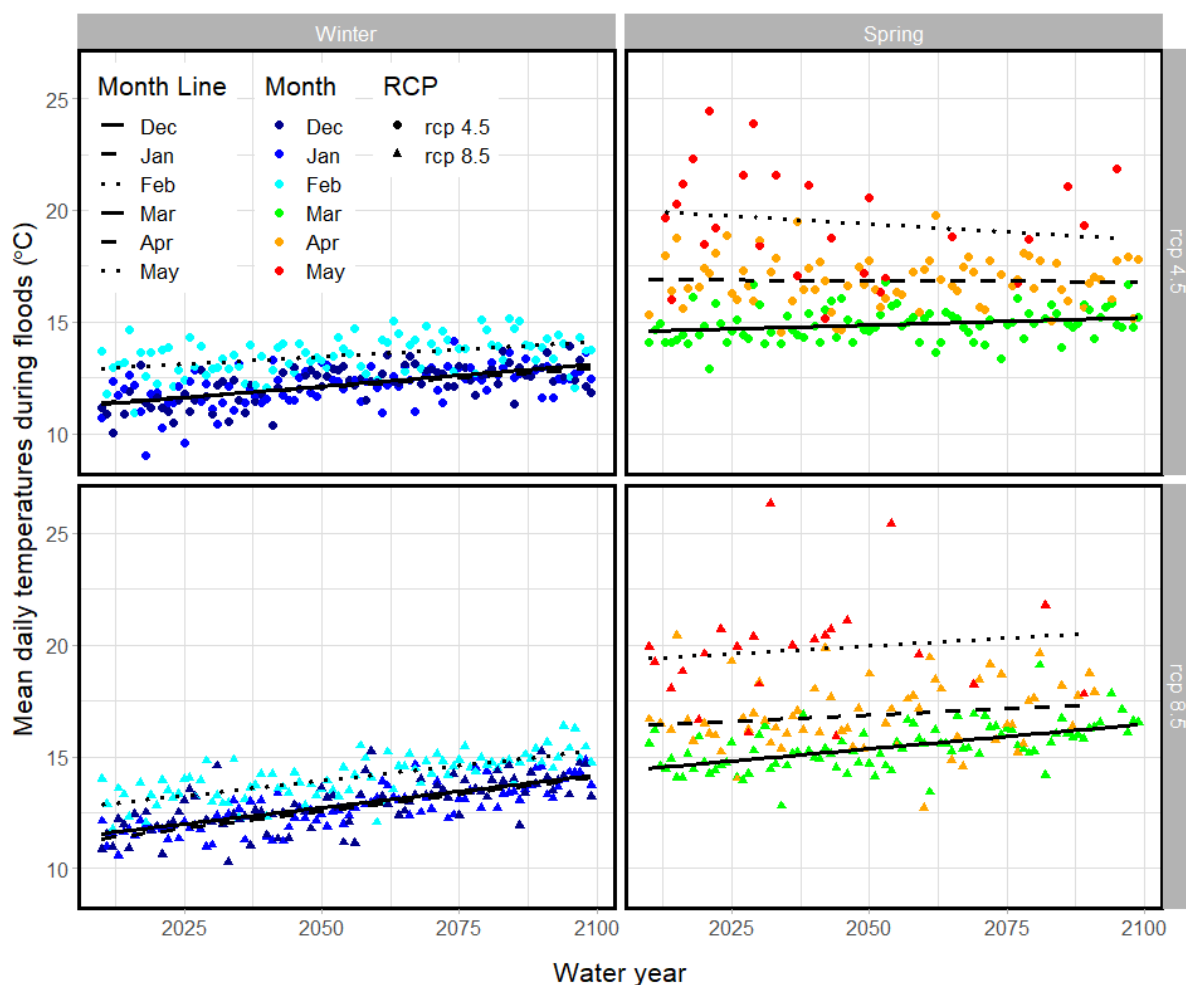 Winter
Spring
Month Line
Month
RCP
Dec
Jan
Feb
Mar
Apr
May
Dec
Jan
Feb
Mar
Apr
May
rcp 4.5
rcp 8.5
25
20
15
10
rcp 4.5
25
20
15
10
rcp 8.5
Mean daily temperatures during floods (°C)
2025
2050
2075
2100
2025
2050
2075
2100
Water year